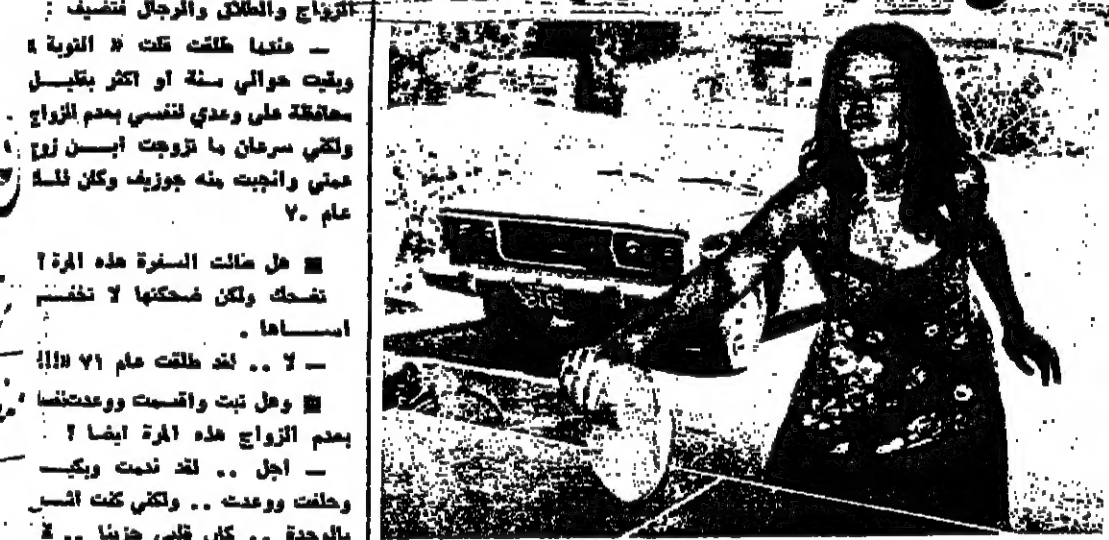 الزواج والطلاق والرجال فتضيف :
— عندما طلقت قلت « التوبة »
وبقيت حوالي سنة او اكثر بقليل
محافظة على وعدي لنفسي بعدم الزواج .
ولكني سرعان ما تزوجت ابن زوج
عمتي وانجبت منه جوزيف وكان ذلك
عام ٧٠
■ هل طالت السفرة هذه المرة ؟
تضحك ولكن ضحكتها لا تخفي
اساها .
— لا .. لقد طلقت عام ٧١ !!!
■ وهل تبت واقسمت ووعدت
بعدم الزواج هذه المرة ايضا ؟
— اجل .. لقد ندمت وبكيت
وحلفت ووعدت .. ولكني كنت اشعر
بالوحدة .. كان قلبي حزينا .. لا